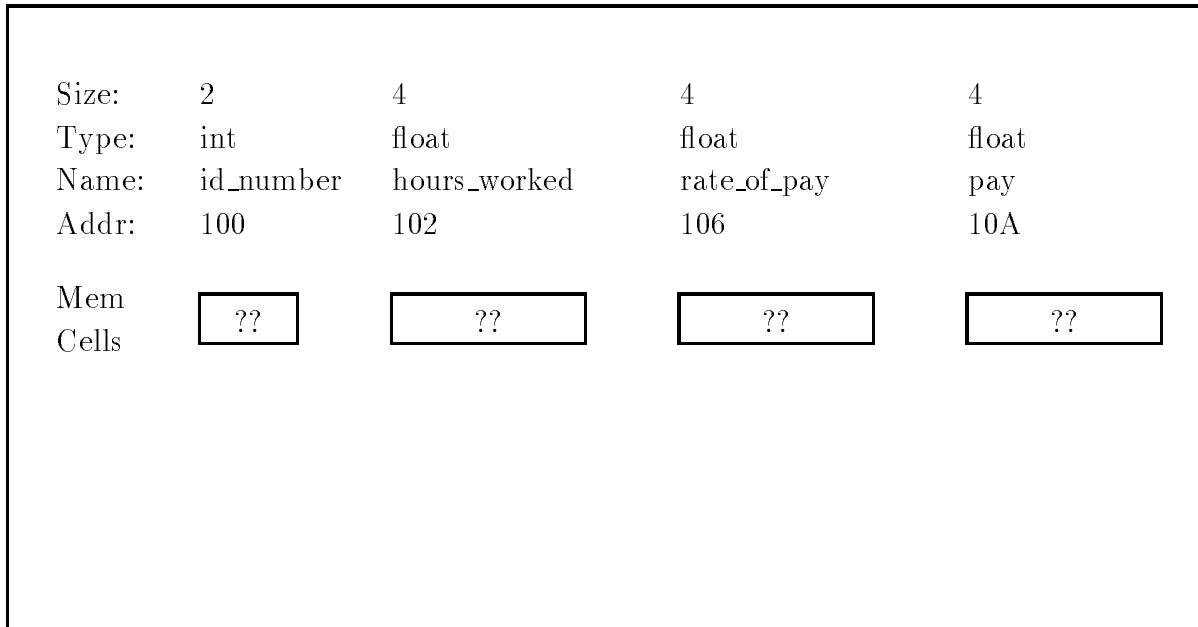 Size: 2 4 4 4
Type: int float float float
Name: id_number hours_worked rate_of_pay pay
Addr: 100 102 106 10A
Mem
Cells
?? ?? ?? ??